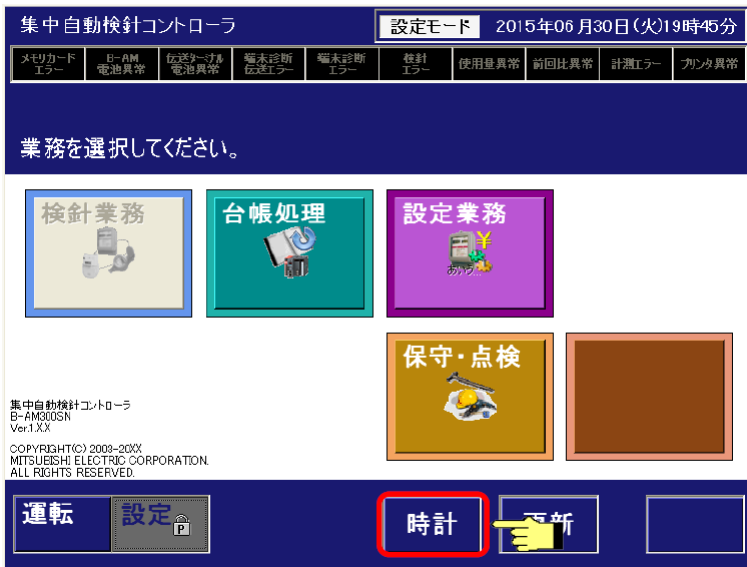 集中自動検針コントローラ
設定モード 2015年06月30日(火)19時45分
メモリカード エラー
B-AM 電池異常
伝送ターミナル 電池異常
端末診断 伝送エラー
端末診断 エラー
検針 エラー
使用量異常
前回比異常
計測エラー
プリンタ異常
業務を選択してください。
検針業務
台帳処理
設定業務
保守・点検
集中自動検針コントローラ
B-AM300SN
Ver.1.X.X
COPYRIGHT(C) 2003-20XX
MITSUBISHI ELECTRIC CORPORATION.
ALL RIGHTS RESERVED.
運転
設定
P
時計
更新